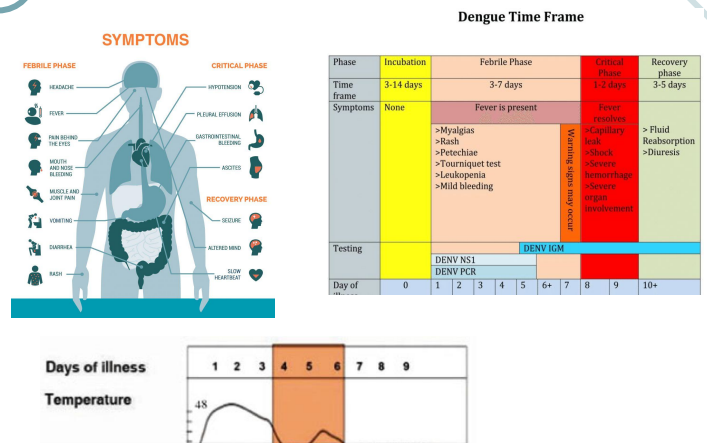 Dengue Time Frame
SYMPTOMS
FEBRILE PHASE
HEADACHE
FEVER
PAIN BEHIND
THE EYES
MOUTH
AND NOSE
BLEEDING
MUSCLE AND
JOINT PAIN
VOMITING
DIARRHEA
RASH
CRITICAL PHASE
HYPOTENSION
PLEURAL EFFUSION
GASTROINTESTINAL
BLEEDING
ASCITES
RECOVERY PHASE
SEIZURE
ALTERED MIND
SLOW
HEARTBEAT
Phase Incubation Febrile Phase Critical Phase Recovery phase
Time frame 3-14 days 3-7 days 1-2 days 3-5 days
Symptoms None Fever is present Fever resolves
>Myalgias
>Rash
>Petechiae
>Tourniquet test
>Leukopenia
>Mild bleeding
Warning signs may occur
>Capillary
leak
>Shock
>Severe
hemorrhage
>Severe
organ
involvement
> Fluid
Reabsorption
>Diuresis
Testing DENV IGM
DENV NS1
DENV PCR
Day of 0 1 2 3 4 5 6+ 7 8 9 10+
Days of illness 1 2 3 4 5 6 7 8 9
Temperature
48